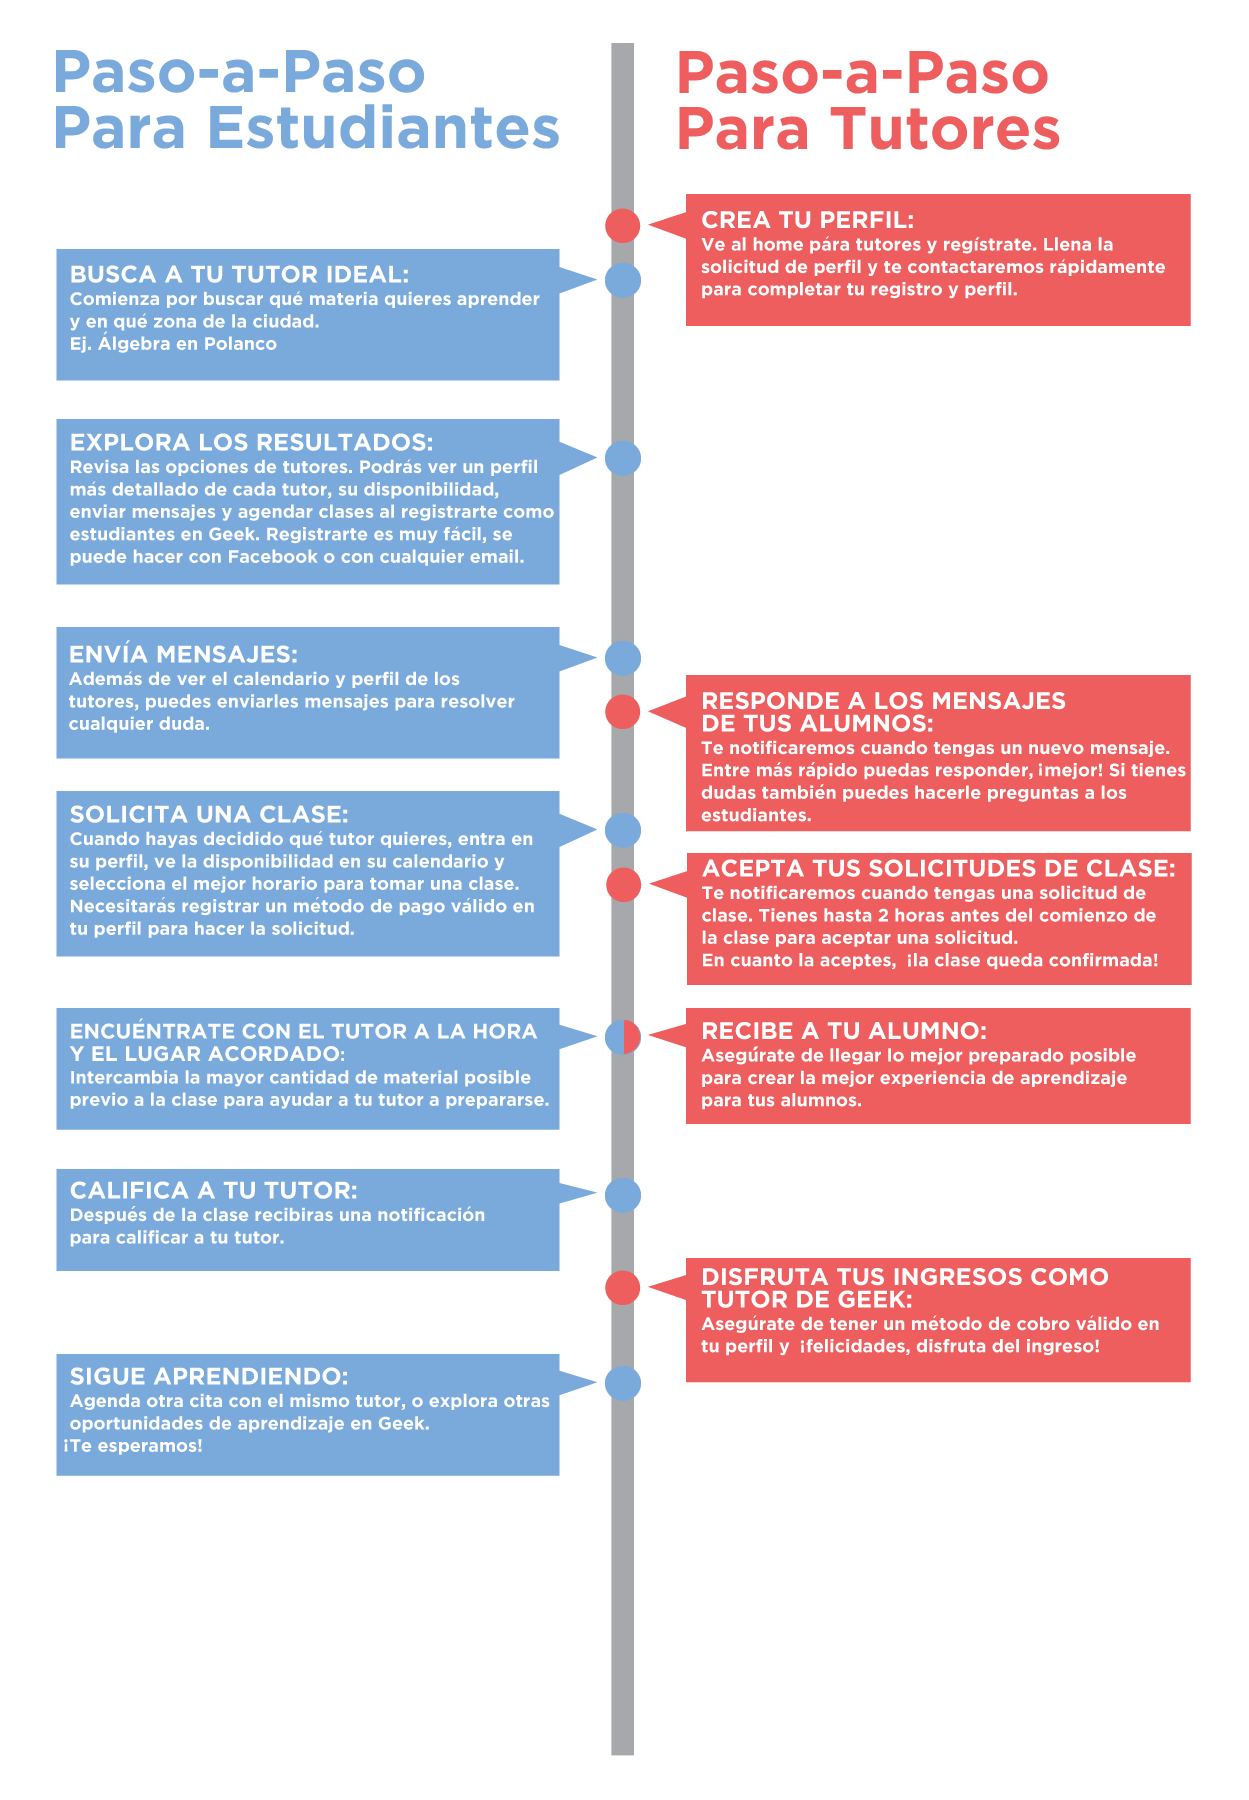 Paso-a-Paso
Para Estudiantes
BUSCA A TU TUTOR IDEAL:
Comienza por buscar qué materia quieres aprender
y en qué zona de la ciudad.
Ej. Álgebra en Polanco
EXPLORA LOS RESULTADOS:
Revisa las opciones de tutores. Podrás ver un perfil
más detallado de cada tutor, su disponibilidad,
enviar mensajes y agendar clases al registrarte como
estudiantes en Geek. Registrarte es muy fácil, se
puede hacer con Facebook o con cualquier email.
ENVÍA MENSAJES:
Además de ver el calendario y perfil de los
tutores, puedes enviarles mensajes para resolver
cualquier duda.
SOLICITA UNA CLASE:
Cuando hayas decidido qué tutor quieres, entra en
su perfil, ve la disponibilidad en su calendario y
selecciona el mejor horario para tomar una clase.
Necesitarás registrar un método de pago válido en
tu perfil para hacer la solicitud.
ENCUÉNTRATE CON EL TUTOR A LA HORA
Y EL LUGAR ACORDADO:
Intercambia la mayor cantidad de material posible
previo a la clase para ayudar a tu tutor a prepararse.
CALIFICA A TU TUTOR:
Después de la clase recibiras una notificación
para calificar a tu tutor.
SIGUE APRENDIENDO:
Agenda otra cita con el mismo tutor, o explora otras
oportunidades de aprendizaje en Geek.
¡Te esperamos!
Paso-a-Paso
Para Tutores
CREA TU PERFIL:
Ve al home pára tutores y regístrate. Llena la
solicitud de perfil y te contactaremos rápidamente
para completar tu registro y perfil.
RESPONDE A LOS MENSAJES
DE TUS ALUMNOS:
Te notificaremos cuando tengas un nuevo mensaje.
Entre más rápido puedas responder, ¡mejor! Si tienes
dudas también puedes hacerle preguntas a los
estudiantes.
ACEPTA TUS SOLICITUDES DE CLASE:
Te notificaremos cuando tengas una solicitud de
clase. Tienes hasta 2 horas antes del comienzo de
la clase para aceptar una solicitud.
En cuanto la aceptes, ¡la clase queda confirmada!
RECIBE A TU ALUMNO:
Asegúrate de llegar lo mejor preparado posible
para crear la mejor experiencia de aprendizaje
para tus alumnos.
DISFRUTA TUS INGRESOS COMO
TUTOR DE GEEK:
Asegúrate de tener un método de cobro válido en
tu perfil y ¡felicidades, disfruta del ingreso!